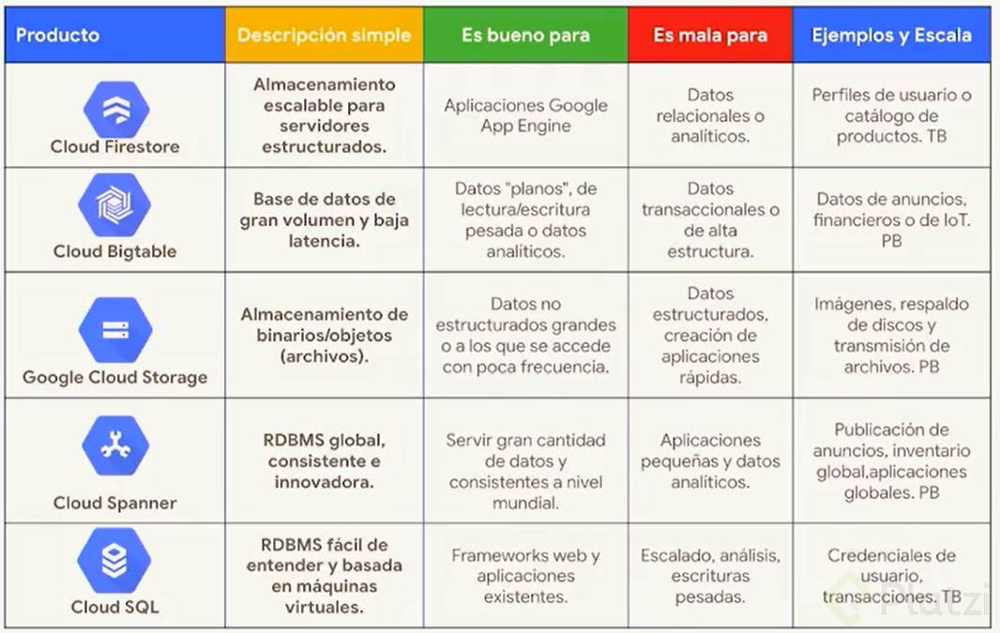 Producto
Descripción simple
Es bueno para
Es mala para
Ejemplos y Escala
Cloud Firestore
Almacenamiento
escalable para
servidores
estructurados.
Aplicaciones Google
App Engine
Datos
relacionales o
analíticos.
Perfiles de usuario o
catálogo de
productos. TB
Cloud Bigtable
Base de datos de
gran volumen y baja
latencia.
Datos "planos", de
lectura/escritura
pesada o datos
analíticos.
Datos
transaccionales o
de alta
estructura.
Datos de anuncios,
financieros o de IoT.
PB
Google Cloud Storage
Almacenamiento de
binarios/objetos
(archivos).
Datos no
estructurados grandes
o a los que se accede
con poca frecuencia.
Datos
estructurados,
creación de
aplicaciones
rápidas.
Imágenes, respaldo
de discos y
transmisión de
archivos. PB
Cloud Spanner
RDBMS global,
consistente e
innovadora.
Servir gran cantidad
de datos y
consistentes a nivel
mundial.
Aplicaciones
pequeñas y datos
analíticos.
Publicación de
anuncios, inventario
global,aplicaciones
globales. PB
Cloud SQL
RDBMS fácil de
entender y basada
en máquinas
virtuales.
Frameworks web y
aplicaciones
existentes.
Escalado, análisis,
escrituras
pesadas.
Credenciales de
usuario,
transacciones. TB
Platzi